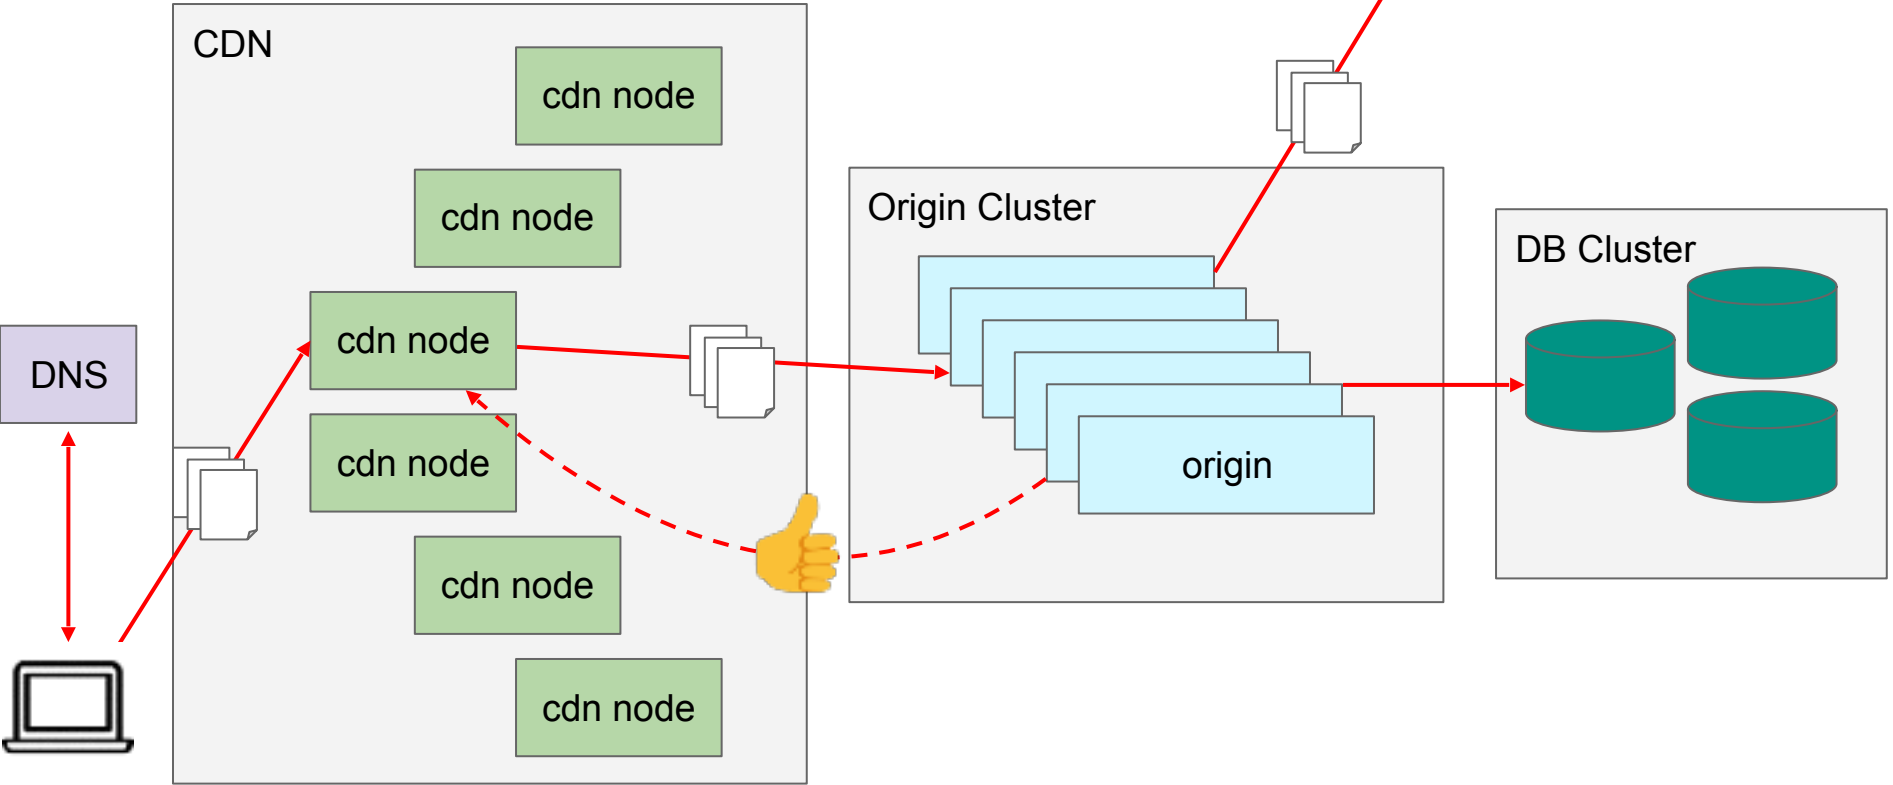 CDN
cdn node
cdn node
cdn node
cdn node
cdn node
cdn node
DNS
Origin Cluster
origin
DB Cluster